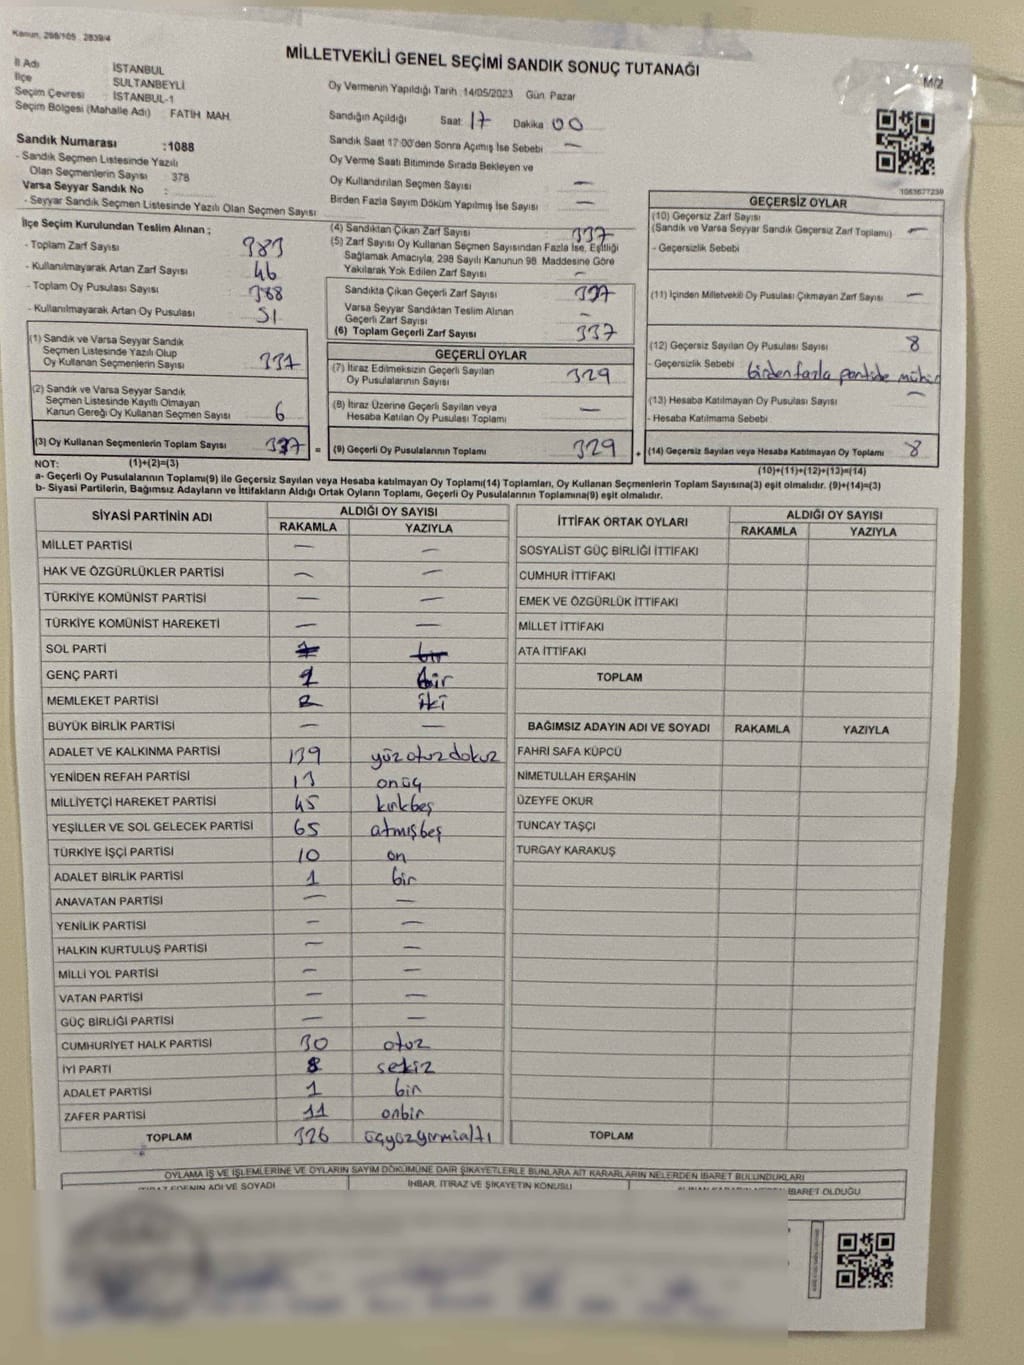 Kanun, 298/105 . 2839/4
MİLLETVEKİLİ GENEL SEÇİMİ SANDIK SONUÇ TUTANAĞI
M/2
İl Adı : İSTANBUL
İlçe : SULTANBEYLİ
Seçim Çevresi : İSTANBUL-1
Seçim Bölgesi (Mahalle Adı) : FATİH MAH.
Sandık Numarası : 1088
- Sandık Seçmen Listesinde Yazılı
Olan Seçmenlerin Sayısı : 378
Varsa Seyyar Sandık No :
- Seyyar Sandık Seçmen Listesinde Yazılı Olan Seçmen Sayısı :
Oy Vermenin Yapıldığı Tarih :14/05/2023 Gün: Pazar
Sandığın Açıldığı Saat 17 Dakika 00
Sandık Saat 17:00'den Sonra Açımış İse Sebebi —
Oy Verme Saati Bitiminde Sırada Bekleyen ve
Oy Kullandırılan Seçmen Sayısı —
Birden Fazla Sayım Döküm Yapılmış İse Sayısı —
1083677239
İlçe Seçim Kurulundan Teslim Alınan ;
- Toplam Zarf Sayısı 383
- Kullanılmayarak Artan Zarf Sayısı 46
- Toplam Oy Pusulası Sayısı 388
- Kullanılmayarak Artan Oy Pusulası 51
(1) Sandık ve Varsa Seyyar Sandık
Seçmen Listesinde Yazılı Olup
Oy Kullanan Seçmenlerin Sayısı 331
(2) Sandık ve Varsa Seyyar Sandık
Seçmen Listesinde Kayıtlı Olmayan
Kanun Gereği Oy Kullanan Seçmen Sayısı 6
(3) Oy Kullanan Seçmenlerin Toplam Sayısı 337 =
(4) Sandıktan Çıkan Zarf Sayısı 337
(5) Zarf Sayısı Oy Kullanan Seçmen Sayısından Fazla İse, Eşitliği
Sağlamak Amacıyla, 298 Sayılı Kanunun 98. Maddesine Göre
Yakılarak Yok Edilen Zarf Sayısı —
Sandıkta Çıkan Geçerli Zarf Sayısı 337
Varsa Seyyar Sandıktan Teslim Alınan
Geçerli Zarf Sayısı —
(6) Toplam Geçerli Zarf Sayısı 337
GEÇERLİ OYLAR
(7) İtiraz Edilmeksizin Geçerli Sayılan
Oy Pusulalarının Sayısı 329
(8) İtiraz Üzerine Geçerli Sayılan veya
Hesaba Katılan Oy Pusulası Toplamı —
(9) Geçerli Oy Pusulalarının Toplamı 329 +
GEÇERSİZ OYLAR
(10) Geçersiz Zarf Sayısı
(Sandık ve Varsa Seyyar Sandık Geçersiz Zarf Toplamı) —
- Geçersizlik Sebebi
(11) İçinden Milletvekili Oy Pusulası Çıkmayan Zarf Sayısı —
(12) Geçersiz Sayılan Oy Pusulası Sayısı 8
- Geçersizlik Sebebi birden fazla partide mühür
(13) Hesaba Katılmayan Oy Pusulası Sayısı —
- Hesaba Katılmama Sebebi
(14) Geçersiz Sayılan veya Hesaba Katılmayan Oy Toplamı 8
NOT: (1)+(2)=(3)
(10)+(11)+(12)+(13)=(14)
a- Geçerli Oy Pusulalarının Toplamı(9) ile Geçersiz Sayılan veya Hesaba katılmayan Oy Toplamı(14) Toplamları, Oy Kullanan Seçmenlerin Toplam Sayısına(3) eşit olmalıdır. (9)+(14)=(3)
b- Siyasi Partilerin, Bağımsız Adayların ve İttifakların Aldığı Ortak Oyların Toplamı, Geçerli Oy Pusulalarının Toplamına(9) eşit olmalıdır.
SİYASİ PARTİNİN ADI ALDIĞI OY SAYISI
RAKAMLA YAZIYLA
MİLLET PARTİSİ — —
HAK VE ÖZGÜRLÜKLER PARTİSİ — —
TÜRKİYE KOMÜNİST PARTİSİ — —
TÜRKİYE KOMÜNİST HAREKETİ — —
SOL PARTİ 1 bir
GENÇ PARTİ 1 bir
MEMLEKET PARTİSİ 2 iki
BÜYÜK BİRLİK PARTİSİ — —
ADALET VE KALKINMA PARTİSİ 139 yüzotuzdokuz
YENİDEN REFAH PARTİSİ 13 onüç
MİLLİYETÇİ HAREKET PARTİSİ 45 kırkbeş
YEŞİLLER VE SOL GELECEK PARTİSİ 65 atmışbeş
TÜRKİYE İŞÇİ PARTİSİ 10 on
ADALET BİRLİK PARTİSİ 1 bir
ANAVATAN PARTİSİ — —
YENİLİK PARTİSİ — —
HALKIN KURTULUŞ PARTİSİ — —
MİLLİ YOL PARTİSİ — —
VATAN PARTİSİ — —
GÜÇ BİRLİĞİ PARTİSİ — —
CUMHURİYET HALK PARTİSİ 30 otuz
İYİ PARTİ 8 sekiz
ADALET PARTİSİ 1 bir
ZAFER PARTİSİ 11 onbir
TOPLAM 326 üçyüzyirmialtı
İTTİFAK ORTAK OYLARI ALDIĞI OY SAYISI
RAKAMLA YAZIYLA
SOSYALİST GÜÇ BİRLİĞİ İTTİFAKI
CUMHUR İTTİFAKI
EMEK VE ÖZGÜRLÜK İTTİFAKI
MİLLET İTTİFAKI
ATA İTTİFAKI
TOPLAM
BAĞIMSIZ ADAYIN ADI VE SOYADI RAKAMLA YAZIYLA
FAHRİ SAFA KÜPCÜ
NİMETULLAH ERŞAHİN
ÜZEYFE OKUR
TUNCAY TAŞÇI
TURGAY KARAKUŞ
TOPLAM
OYLAMA İŞ VE İŞLEMLERİNE VE OYLARIN SAYIM DÖKÜMÜNE DAİR ŞİKAYETLERLE BUNLARA AİT KARARLARIN NELERDEN İBARET BULUNDUKLARI
ADI VE SOYADI
İHBAR, İTİRAZ VE ŞİKAYETİN KONUSU
İBARET OLDUĞU